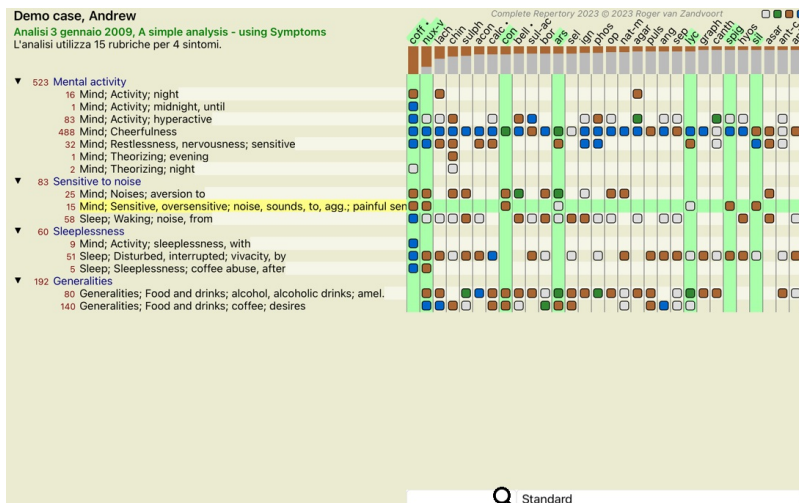 Demo case, Andrew
Complete Repertory 2023 © 2023 Roger van Zandvoort
Analisi 3 gennaio 2009, A simple analysis - using Symptoms
L'analisi utilizza 15 rubriche per 4 sintomi.
coff· nux-v lach chin sulph acon calc· con bell· sul-ac bor ars sel ign phos op nat-m agar puls ang sep lyc graph canth spig hyos sil asar ant-c
▼ 523 Mental activity
16 Mind; Activity; night
1 Mind; Activity; midnight, until
83 Mind; Activity; hyperactive
488 Mind; Cheerfulness
32 Mind; Restlessness, nervousness; sensitive
1 Mind; Theorizing; evening
2 Mind; Theorizing; night
▼ 83 Sensitive to noise
25 Mind; Noises; aversion to
15 Mind; Sensitive, oversensitive; noise, sounds, to, agg.; painful sen
58 Sleep; Waking; noise, from
▼ 60 Sleeplessness
9 Mind; Activity; sleeplessness, with
51 Sleep; Disturbed, interrupted; vivacity, by
5 Sleep; Sleeplessness; coffee abuse, after
▼ 192 Generalities
80 Generalities; Food and drinks; alcohol, alcoholic drinks; amel.
140 Generalities; Food and drinks; coffee; desires
Standard